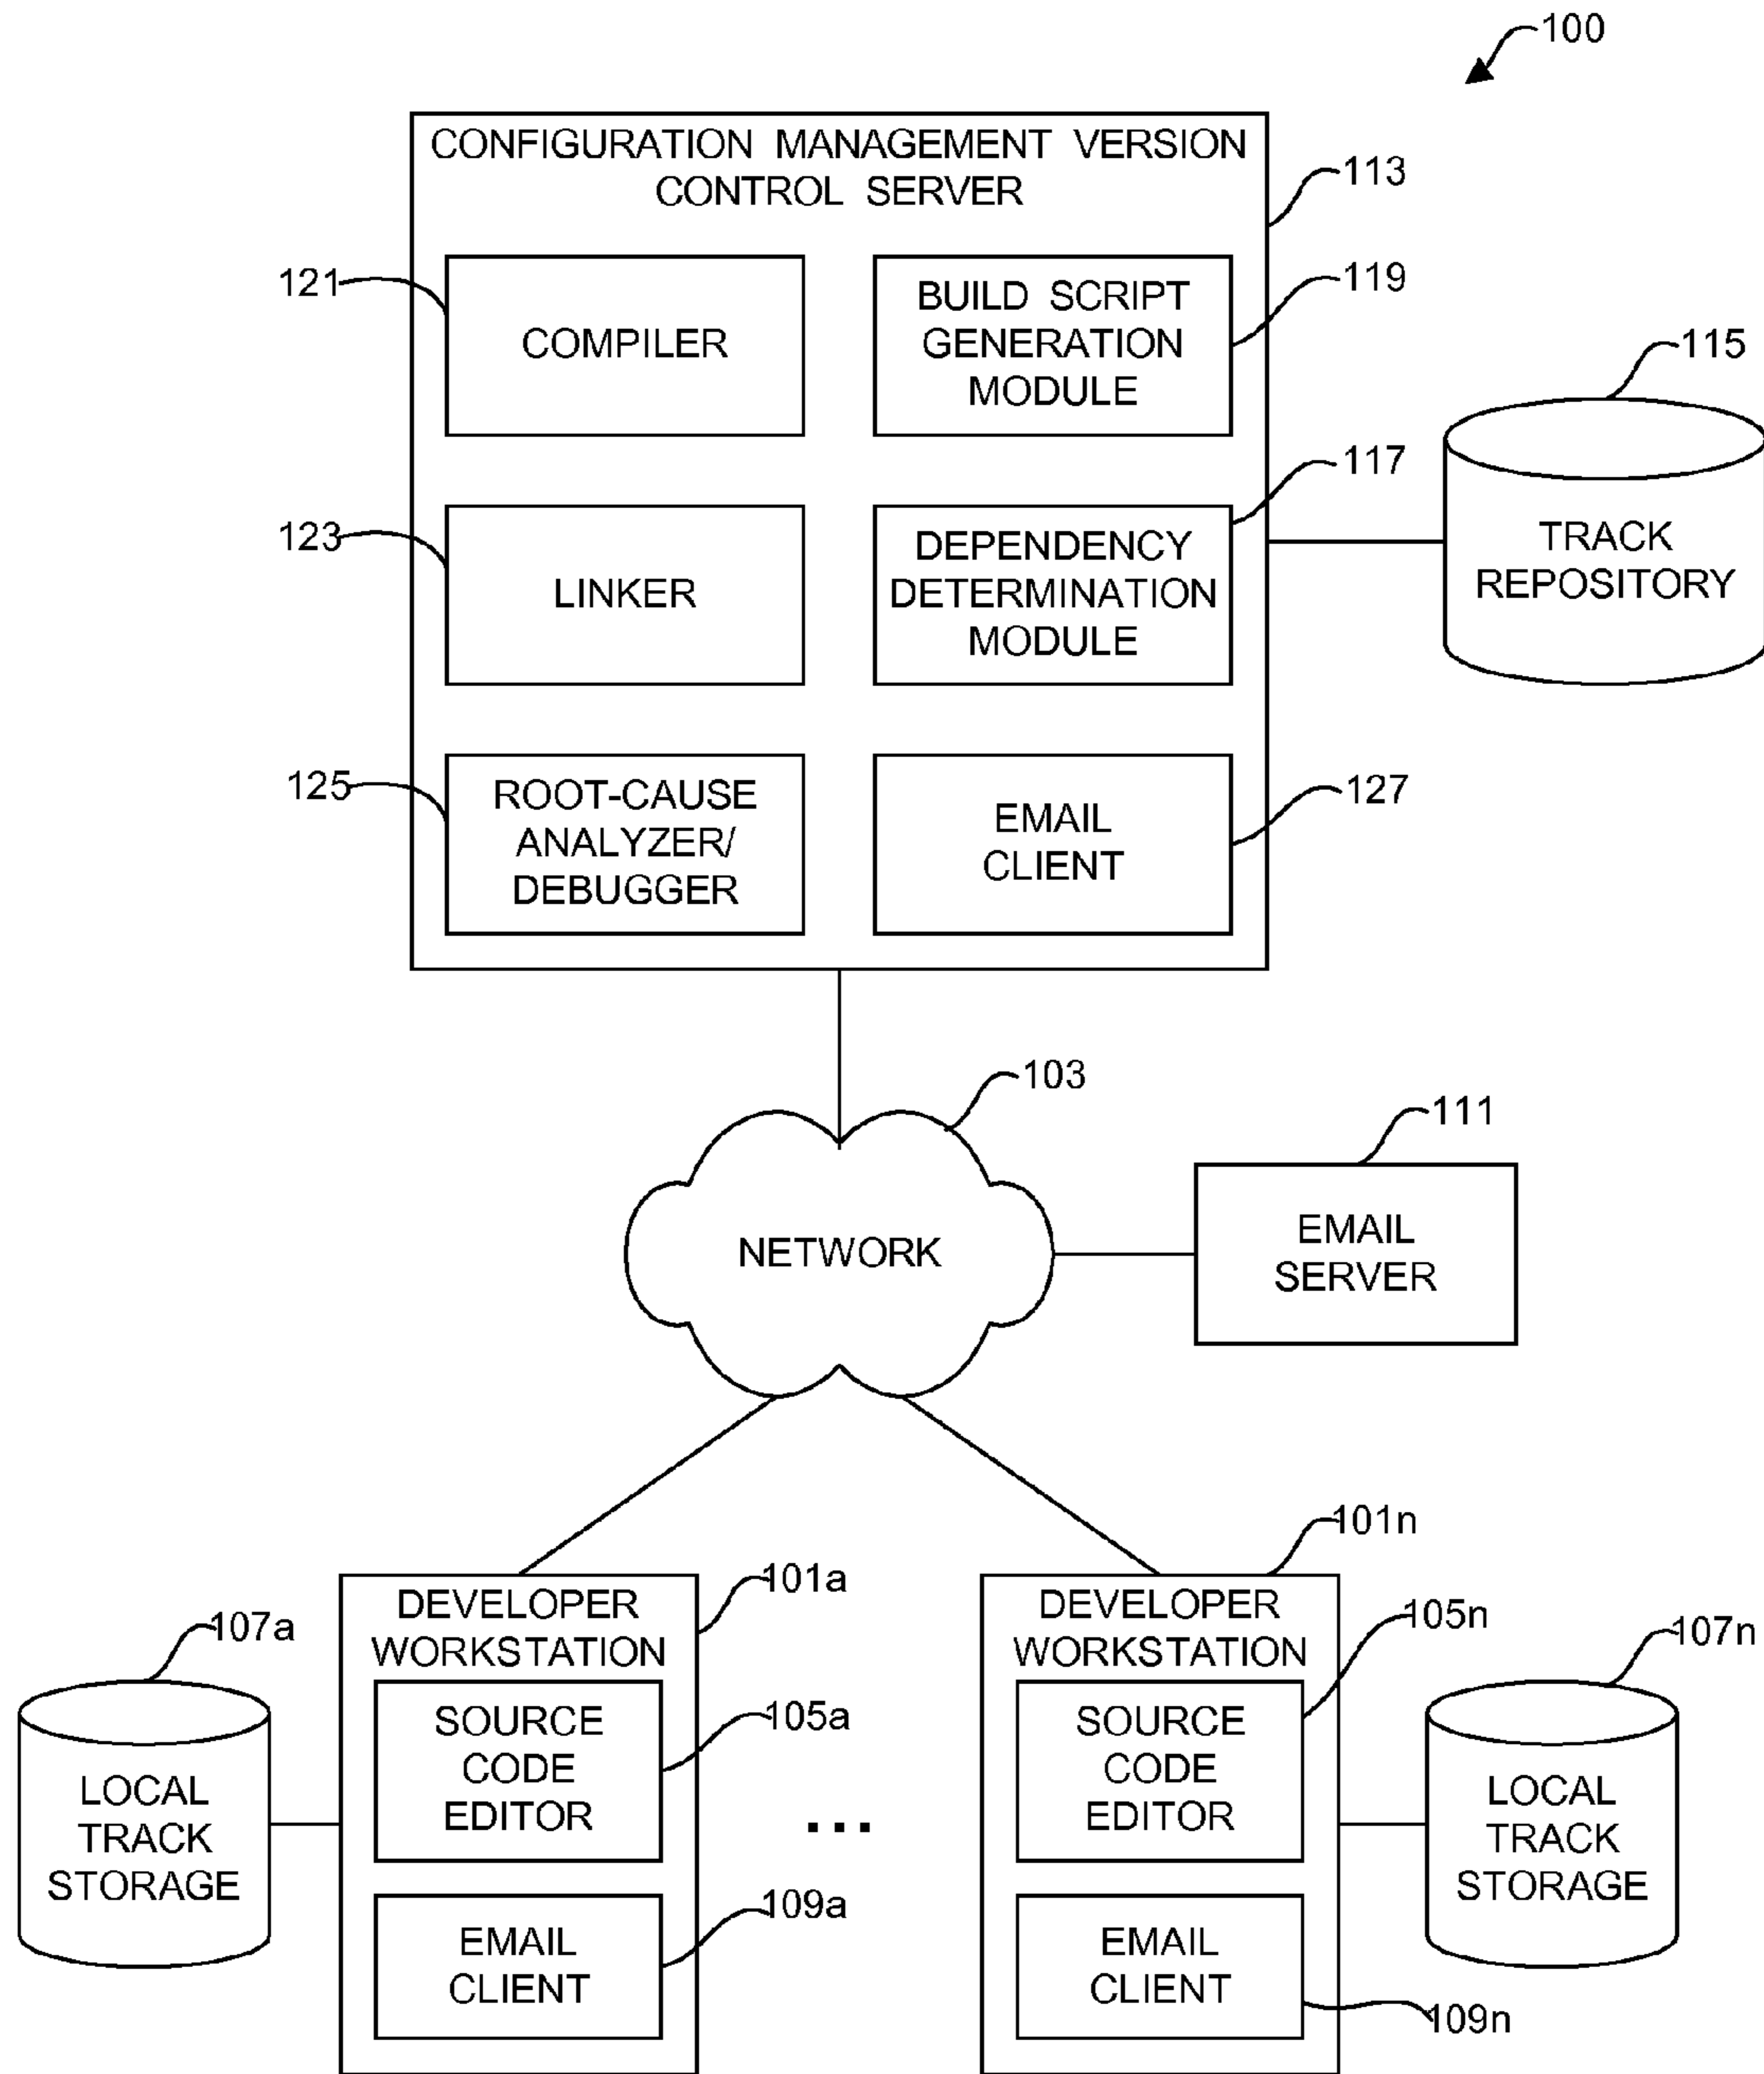 100
CONFIGURATION MANAGEMENT VERSION
CONTROL SERVER
113
121
COMPILER
BUILD SCRIPT
GENERATION
MODULE
119
115
TRACK
REPOSITORY
123
LINKER
DEPENDENCY
DETERMINATION
MODULE
117
125
ROOT-CAUSE
ANALYZER/
DEBUGGER
EMAIL
CLIENT
127
103
NETWORK
111
EMAIL
SERVER
101a
DEVELOPER
WORKSTATION
107a
LOCAL
TRACK
STORAGE
SOURCE
CODE
EDITOR
105a
EMAIL
CLIENT
109a
...
101n
DEVELOPER
WORKSTATION
SOURCE
CODE
EDITOR
105n
107n
LOCAL
TRACK
STORAGE
EMAIL
CLIENT
109n